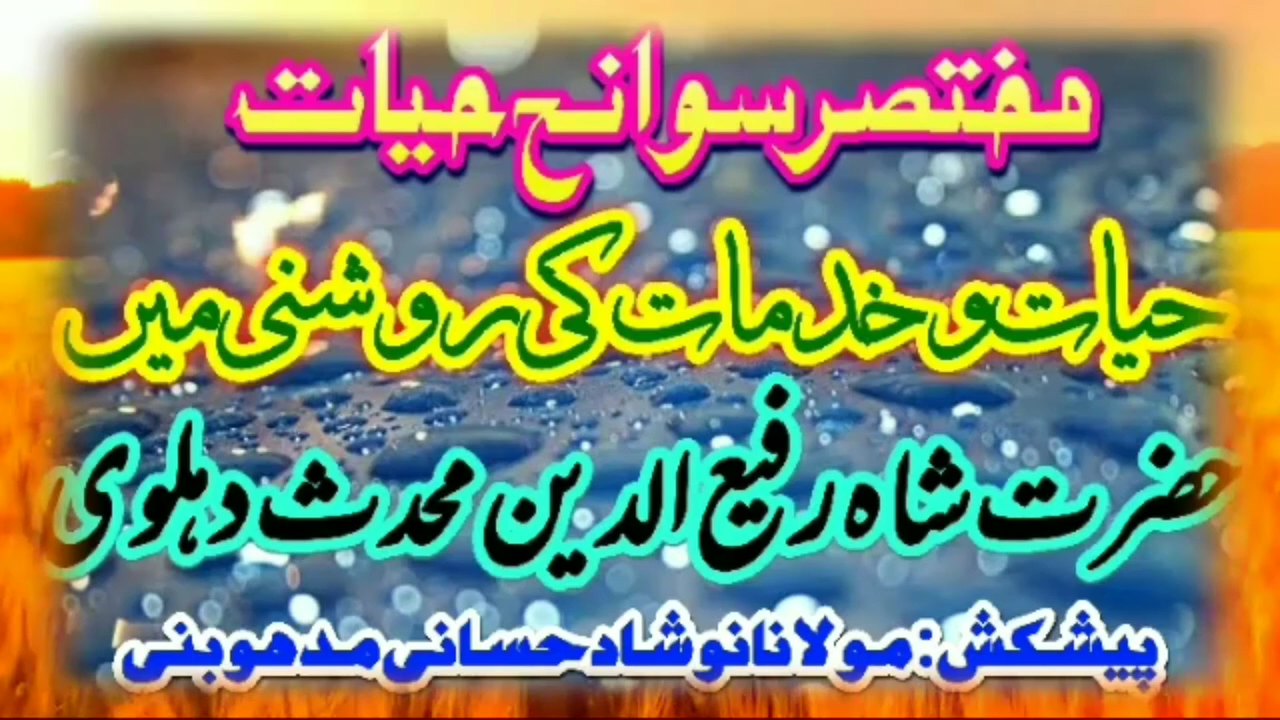 مختصر سوانح حیات
حیات و خدمات کی روشنی میں
حضرت شاہ رفیع الدین محدث دہلوی
پیشکش: مولانا نوشاد حسانی مدھوبنی